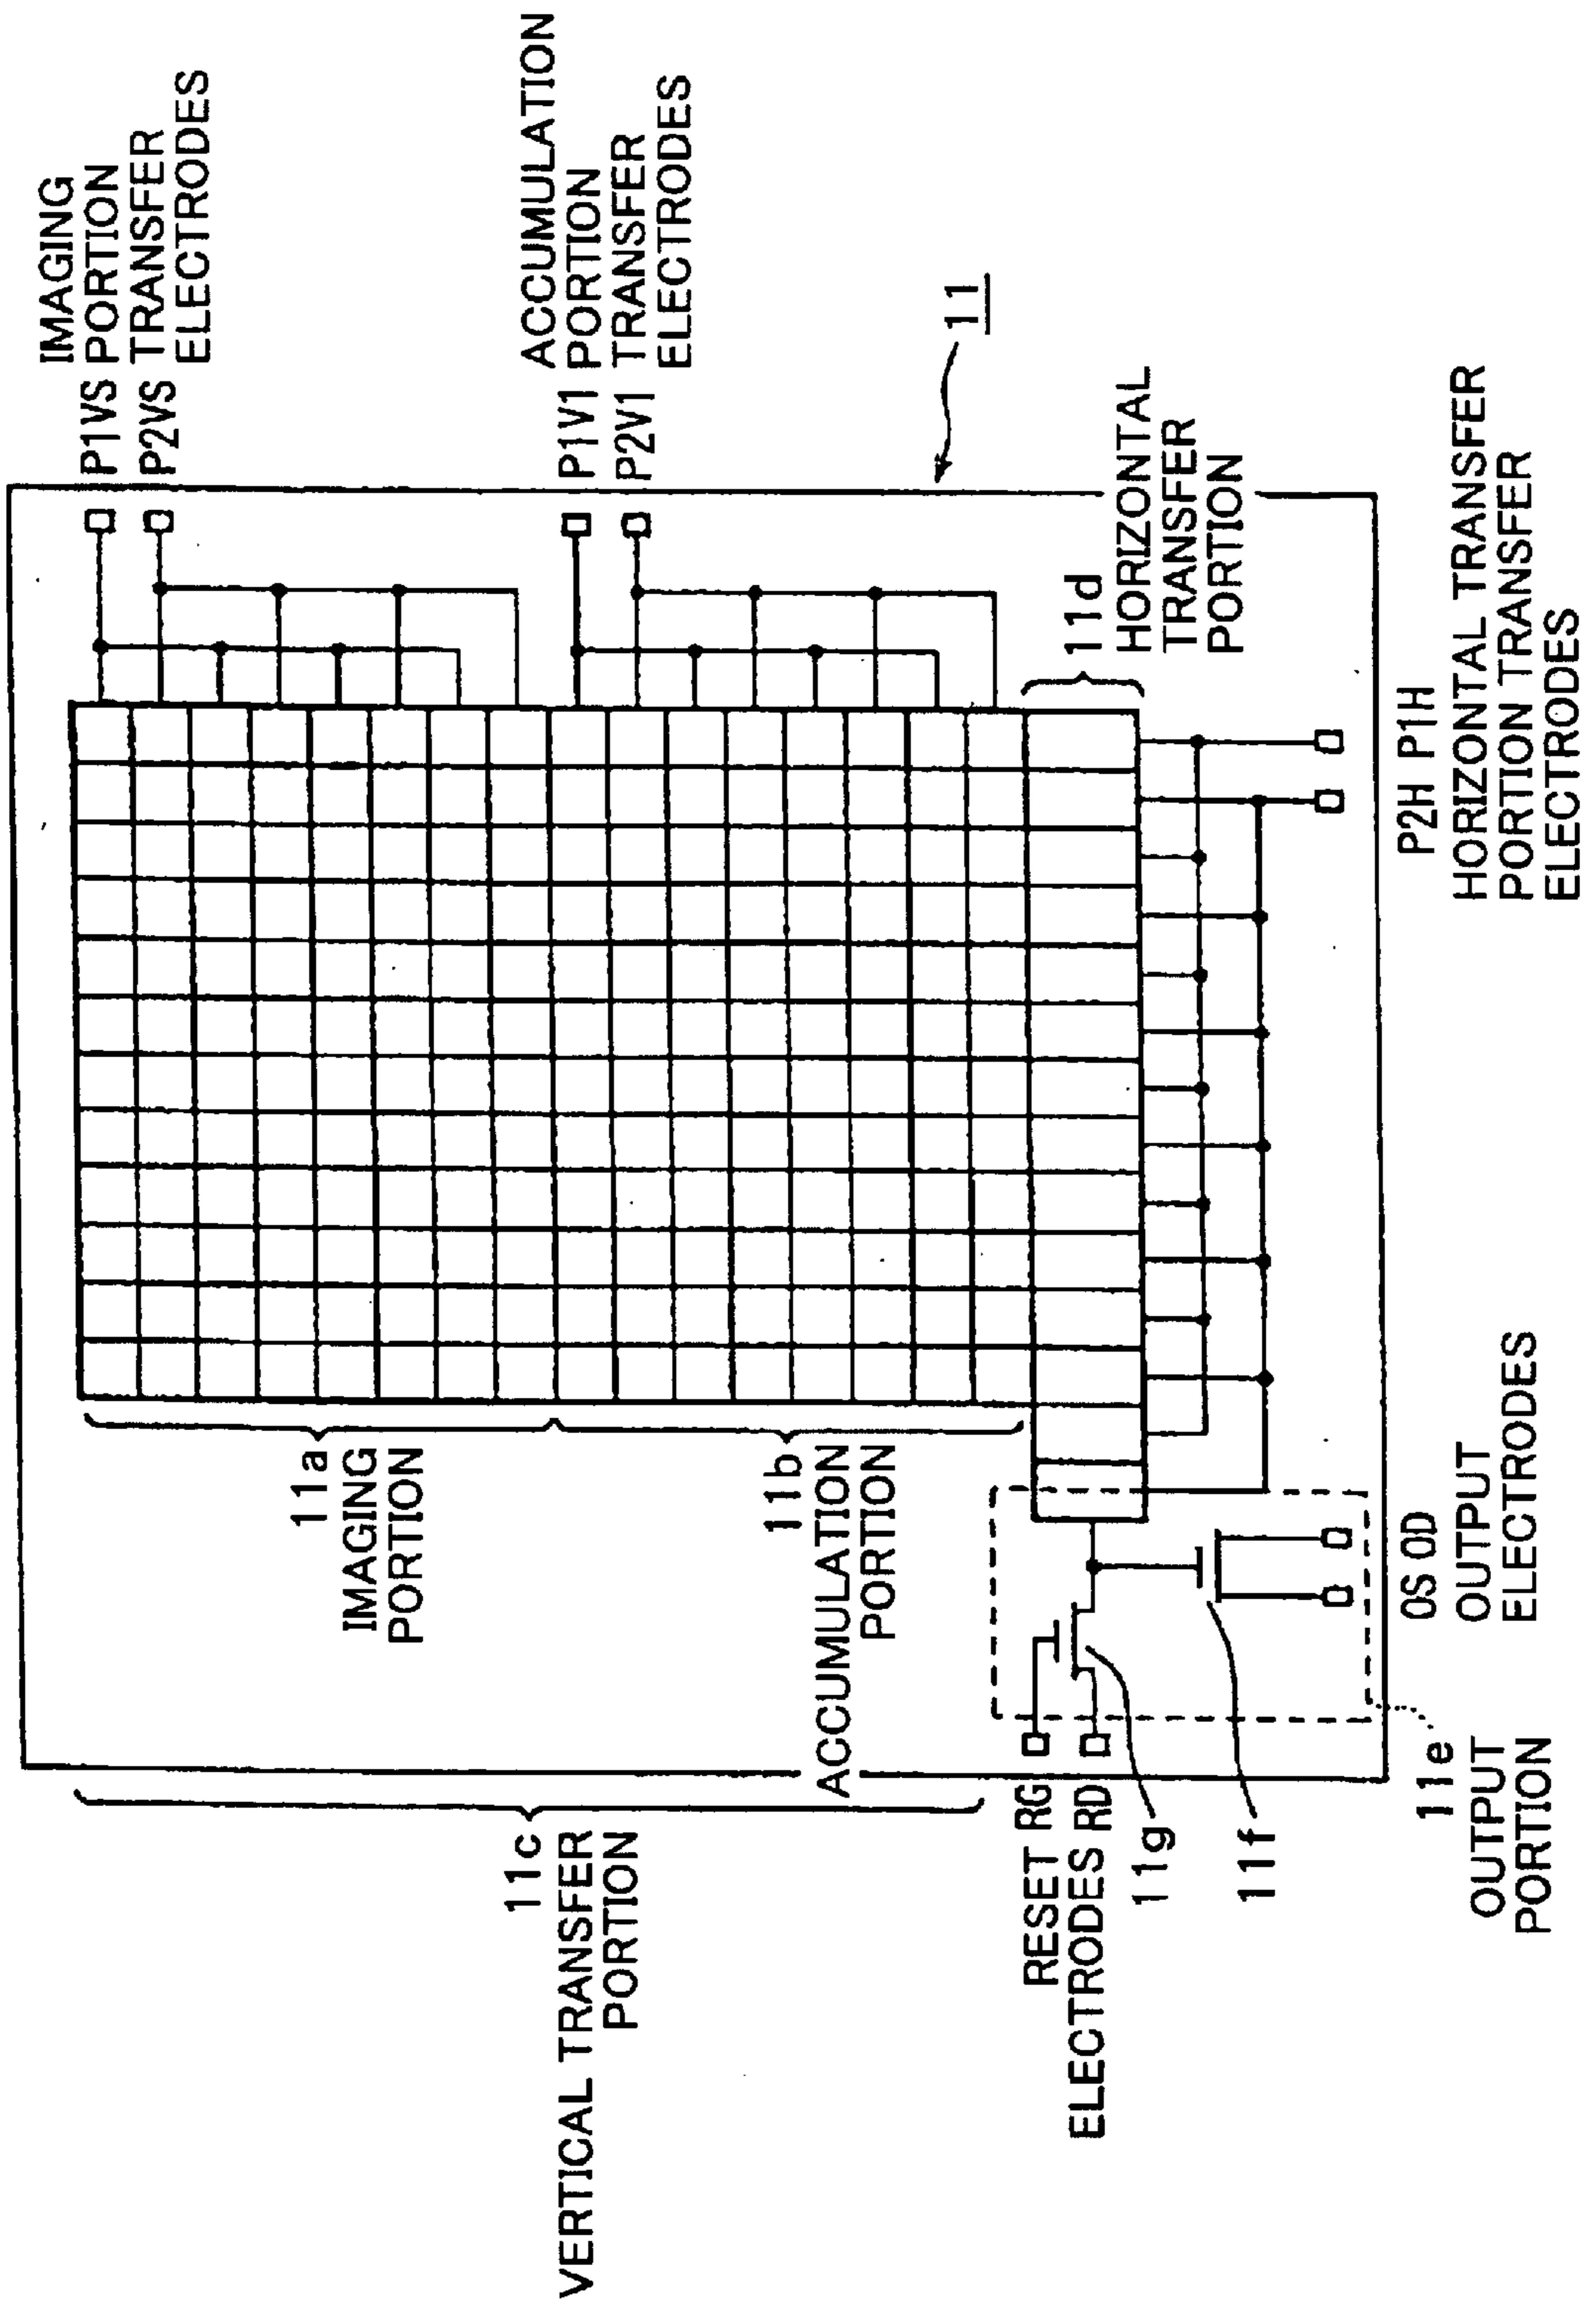 IMAGING
P1VS PORTION
P2VS TRANSFER
ELECTRODES
ACCUMULATION
P1V1 PORTION
P2V1 TRANSFER
ELECTRODES
11
11d
HORIZONTAL
TRANSFER
PORTION
P2H P1H
HORIZONTAL TRANSFER
PORTION TRANSFER
ELECTRODES
11a
IMAGING
PORTION
11b
ACCUMULATION
PORTION
11c
VERTICAL TRANSFER
PORTION
RESET RG
ELECTRODES RD
11g
11f
11e
OUTPUT
PORTION
OS OD
OUTPUT
ELECTRODES